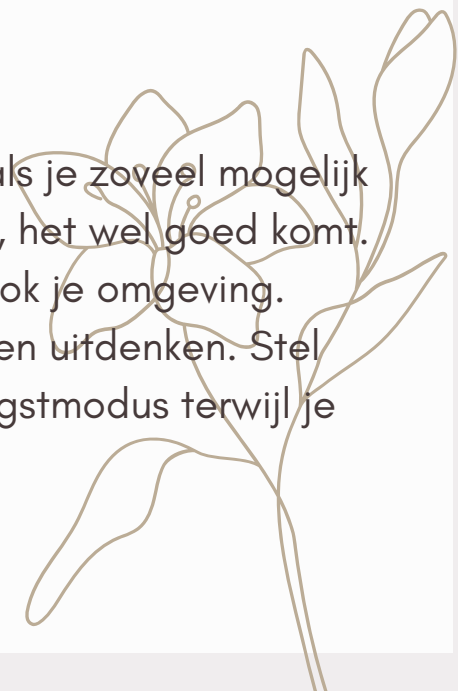 als je zoveel mogelijk
, het wel goed komt.
ok je omgeving.
en uitdenken. Stel
gstmodus terwijl je